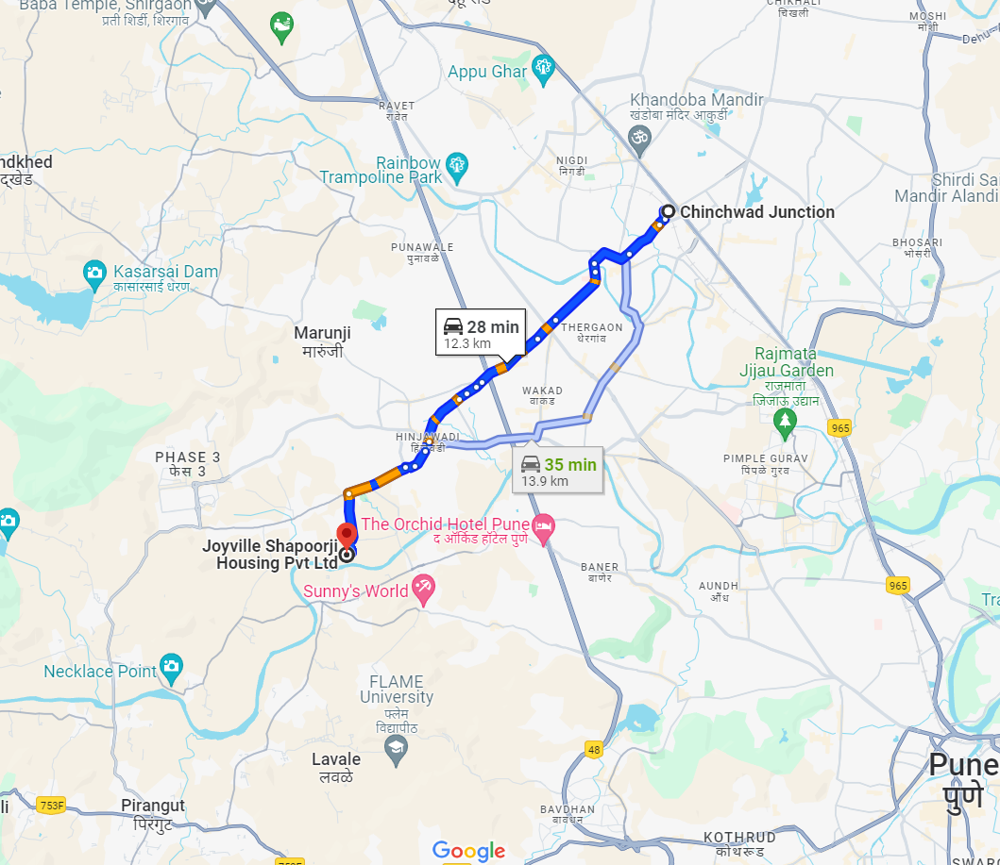 Baba Temple, Shirgaon
प्रती शिर्डी, शिरगाव
CHIKHALI
चिखली
MOSHI
मोशी
Dehu-
Appu Ghar
RAVET
रावेत
Khandoba Mandir
खंडोबा मंदिर आकुर्डी
Rainbow
Trampoline Park
NIGDI
निगडी
Shirdi Sa
Mandir Alandi
Chinchwad Junction
PUNAWALE
पुनावळे
BHOSARI
भोसरी
Kasarsai Dam
कासारसाई धरण
28 min
12.3 km
Marunji
मारुंजी
THERGAON
थेरगांव
Rajmata
Jijau Garden
राजमाता
जिजाऊ उद्यान
WAKAD
वाकड
965
HINJAWADI
हिंजवडी
PHASE 3
फेस 3
35 min
13.9 km
PIMPLE GURAV
पिंपळे गुरव
The Orchid Hotel Pune
द ऑर्किड हॉटेल पुणे
Joyville Shapoorji
Housing Pvt Ltd
BANER
बाणेर
AUNDH
औंध
965
Sunny's World
Necklace Point
FLAME
University
फ्लेम
विद्यापीठ
48
Lavale
लवळे
Pune
पुणे
753F
Pirangut
पिरंगुट
BAVDHAN
बावधन
KOTHRUD
कोथरूड
Google